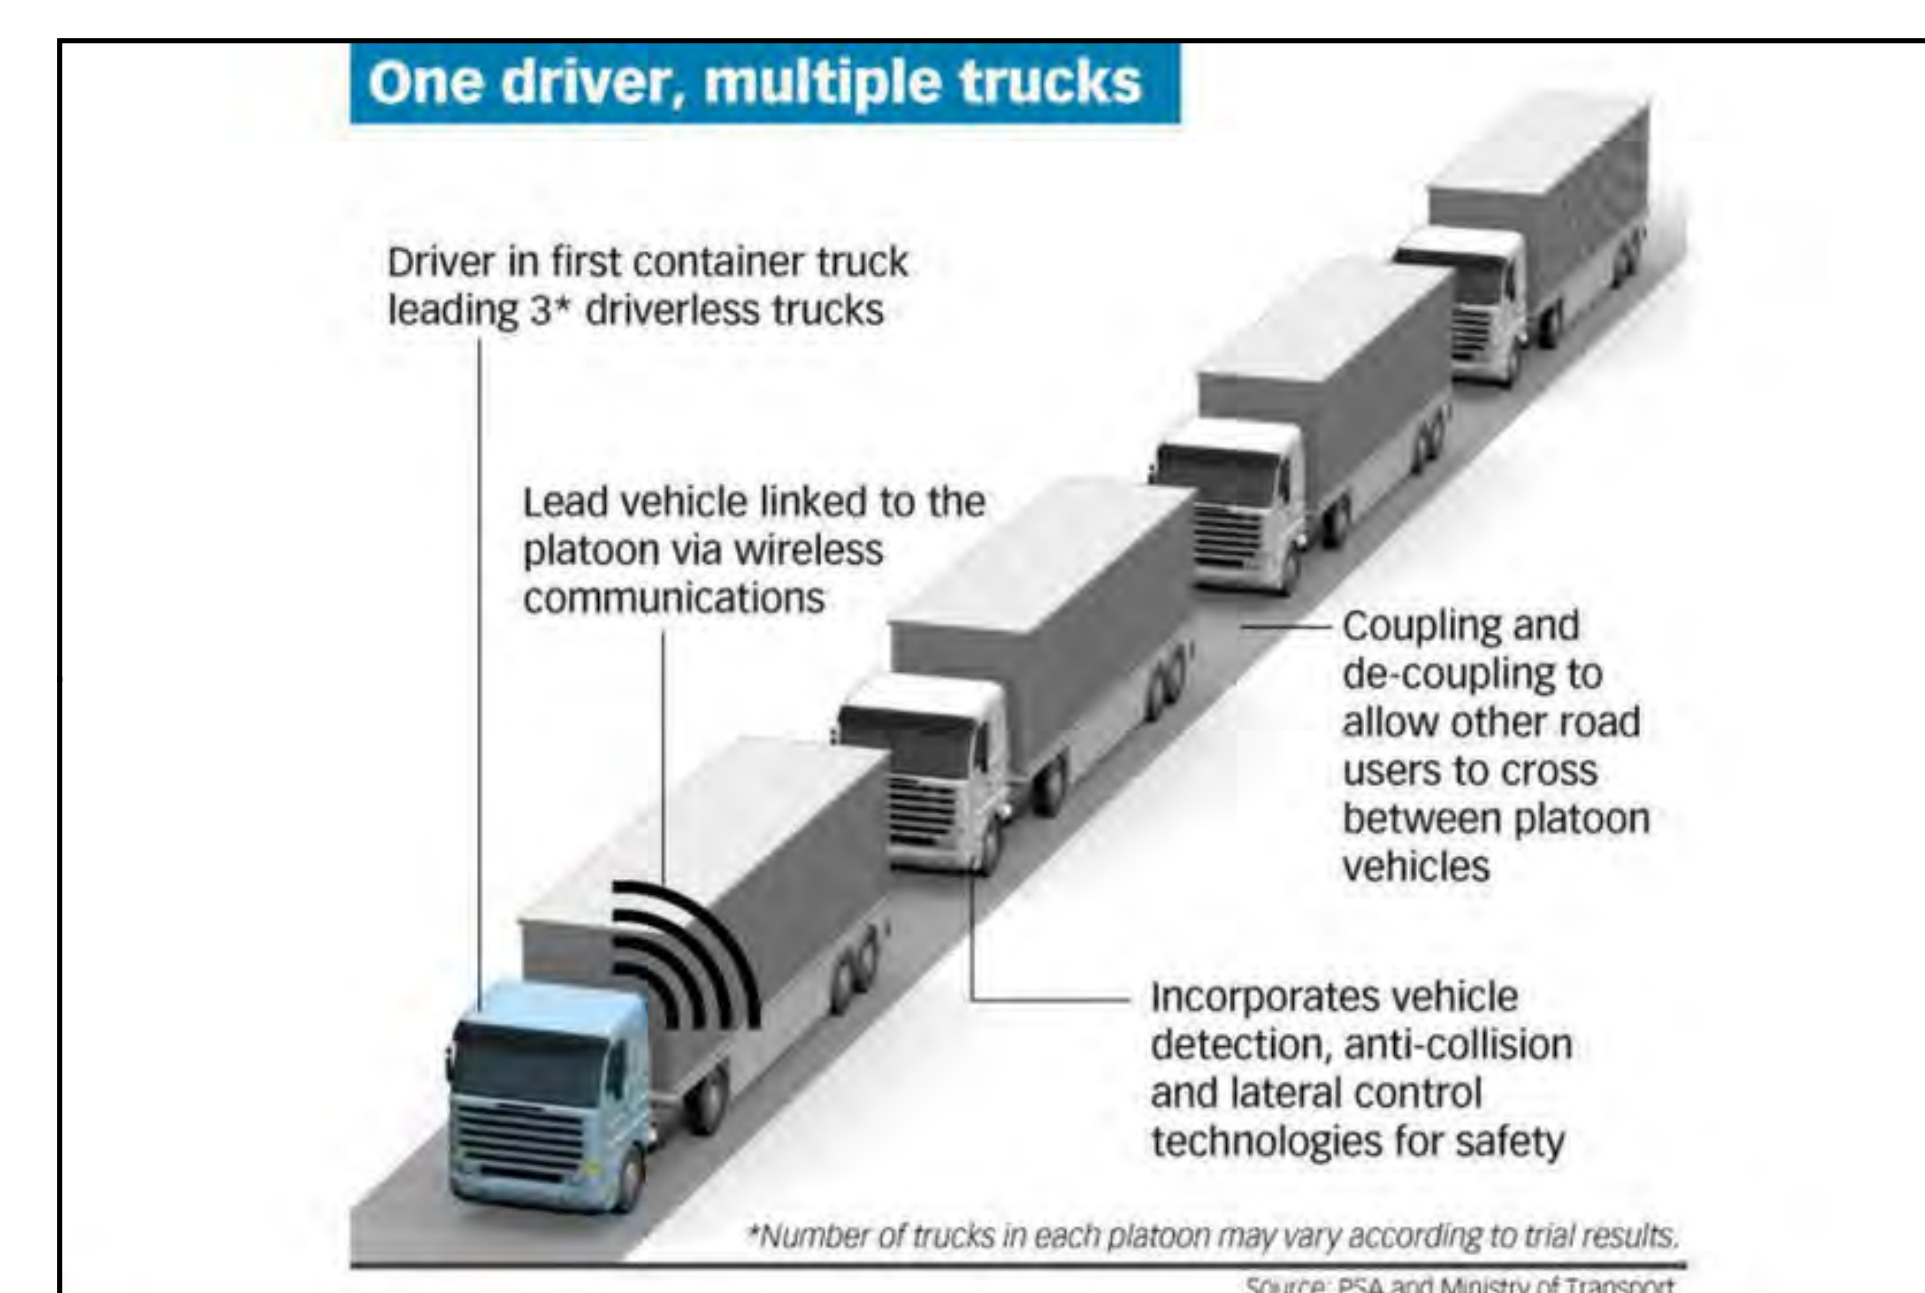 One driver, multiple trucks
Driver in first container truck
leading 3* driverless trucks
Lead vehicle linked to the
platoon via wireless
communications
Coupling and
de-coupling to
allow other road
users to cross
between platoon
vehicles
Incorporates vehicle
detection, anti-collision
and lateral control
technologies for safety
*Number of trucks in each platoon may vary according to trial results.
Source: PSA and Ministry of Transport